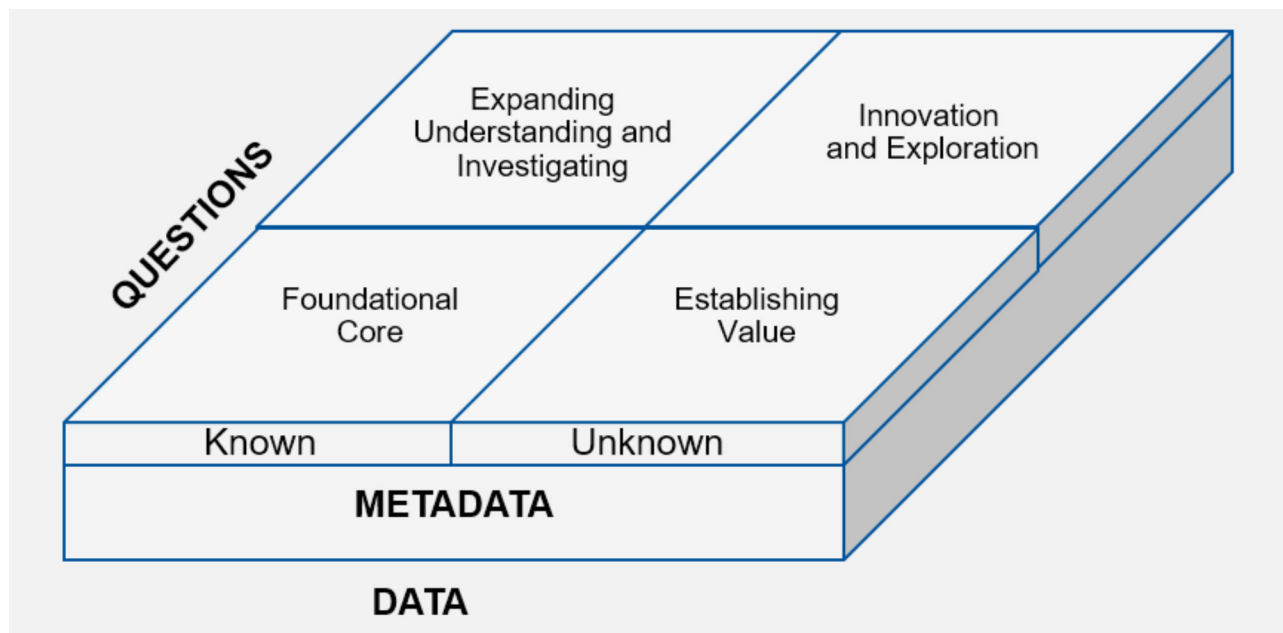 Expanding
Understanding and
Investigating
Innovation
and Exploration
QUESTIONS
Foundational
Core
Establishing
Value
Known
Unknown
METADATA
DATA